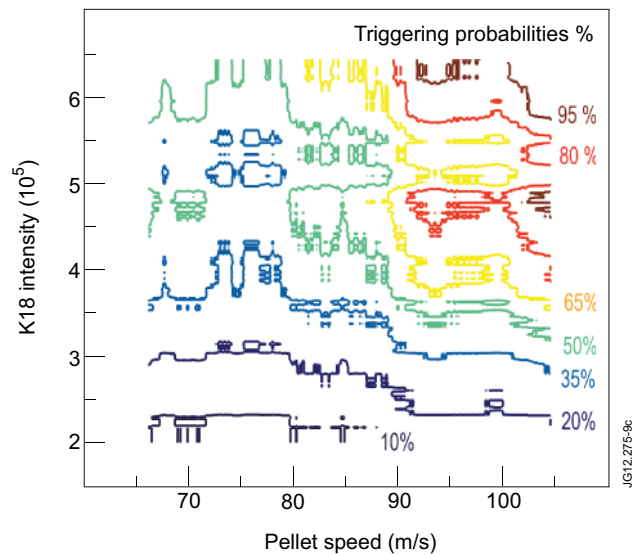 Triggering probabilities %
6
5
4
3
2
K18 intensity (10⁵)
95 %
80 %
65%
50%
35%
20%
10%
70 80 90 100
Pellet speed (m/s)
JG12.275-9c